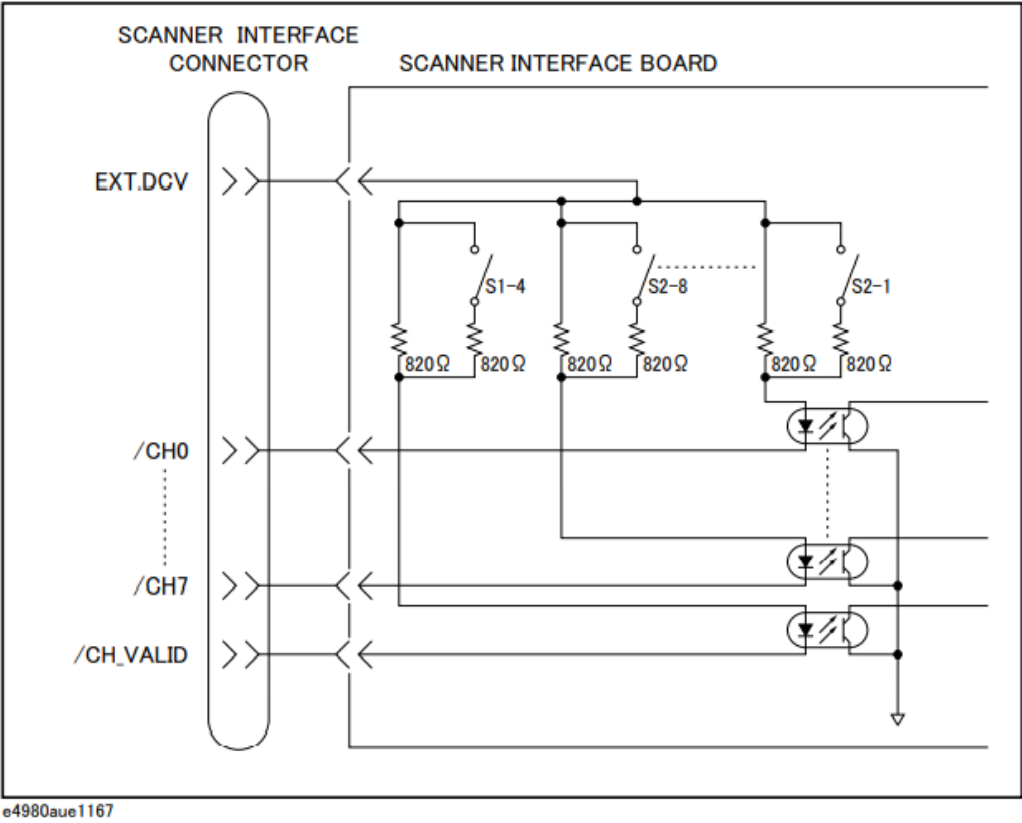 SCANNER INTERFACE
CONNECTOR
SCANNER INTERFACE BOARD
EXT.DCV
S1-4
S2-8
S2-1
820Ω
820Ω
820Ω
820Ω
820Ω
820Ω
/CH0
/CH7
/CH_VALID
e4980aue1167